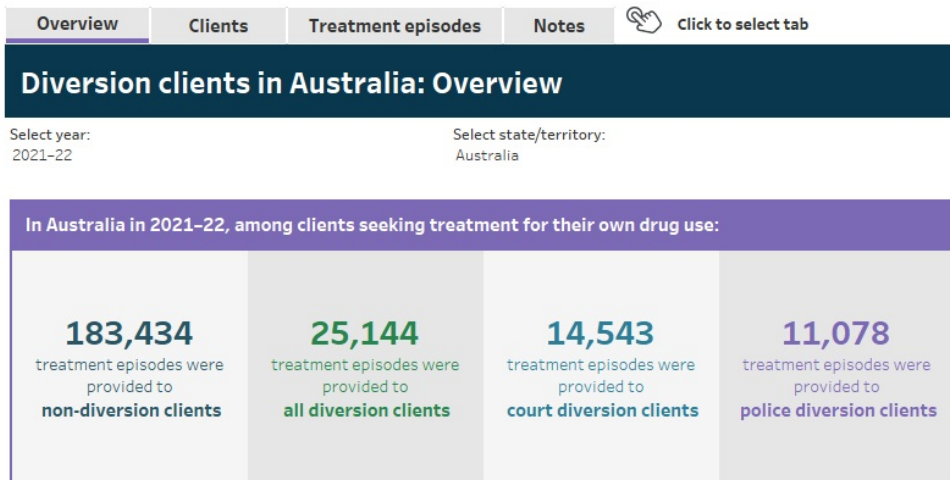 Overview
Clients
Treatment episodes
Notes
Click to select tab
Diversion clients in Australia: Overview
Select year:
2021–22
Select state/territory:
Australia
In Australia in 2021–22, among clients seeking treatment for their own drug use:
183,434
treatment episodes were
provided to
non-diversion clients
25,144
treatment episodes were
provided to
all diversion clients
14,543
treatment episodes were
provided to
court diversion clients
11,078
treatment episodes were
provided to
police diversion clients